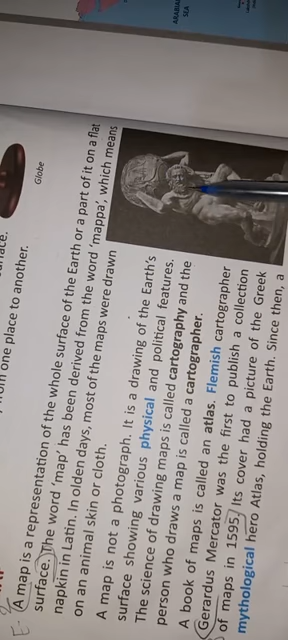 ARABIAN
SEA
Globe
from one place to another.
A map is a representation of the whole surface of the Earth or a part of it on a flat
surface. The word 'map' has been derived from the word 'mappa', which means
napkin in Latin. In olden days, most of the maps were drawn
on an animal skin or cloth.
A map is not a photograph. It is a drawing of the Earth's
surface showing various physical and political features.
The science of drawing maps is called cartography and the
person who draws a map is called a cartographer.
A book of maps is called an atlas. Flemish cartographer
Gerardus Mercator was the first to publish a collection
of maps in 1595. Its cover had a picture of the Greek
mythological hero Atlas, holding the Earth. Since then, a